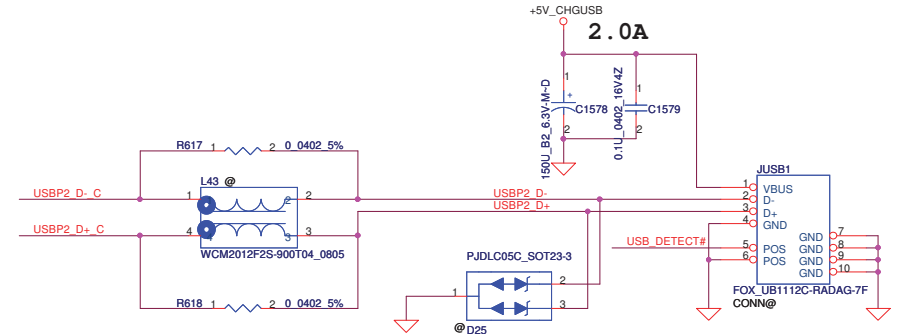 +5V_CHGUSB
2.0A
1
+
C1578
2
150U_B2_6.3V-M~D
1
C1579
2
0.1U_0402_16V4Z
R617 1 2 0_0402_5%
L43 @
USBP2_D-_C 1 2 2
USBP2_D+_C 4 3 3
WCM2012F2S-900T04_0805
R618 1 2 0_0402_5%
USBP2_D-
USBP2_D+
USB_DETECT#
PJDLC05C_SOT23-3
1 2
3
@ D25
JUSB1
1 VBUS
2 D-
3 D+
4 GND
5 POS
6 POS
GND 7
GND 8
GND 9
GND 10
FOX_UB1112C-RADAG-7F
CONN@